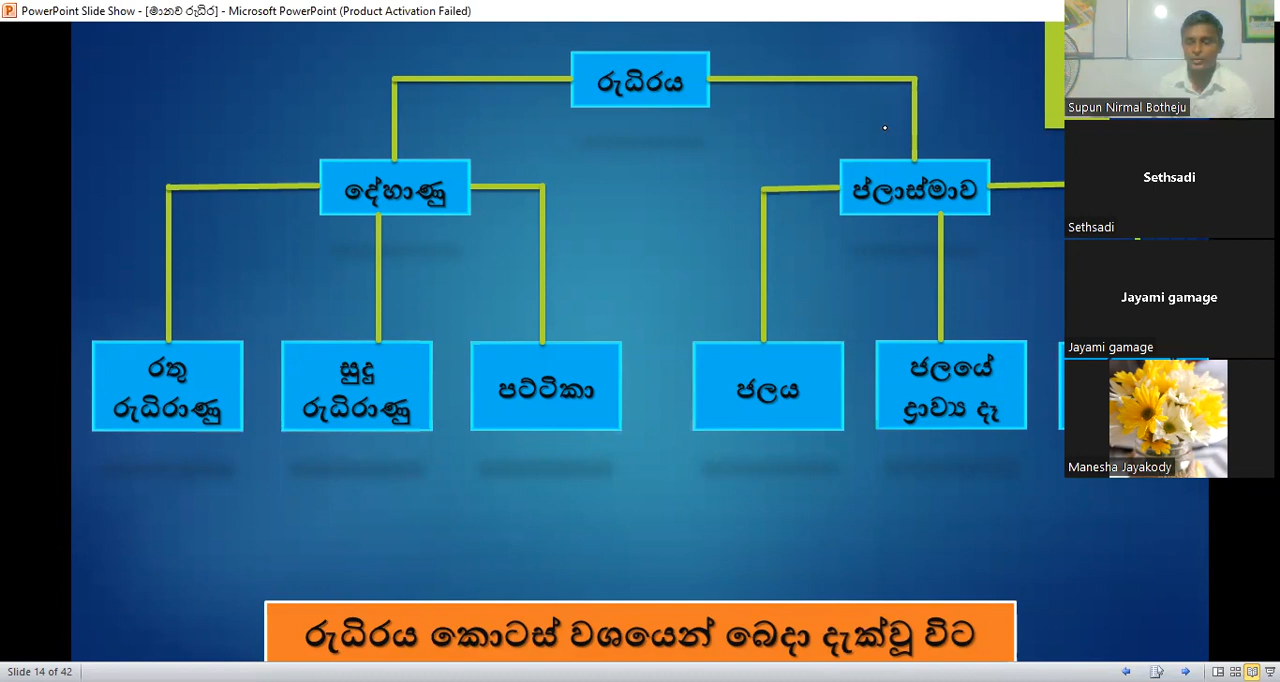 PowerPoint Slide Show - [මානව රුධිර] - Microsoft PowerPoint (Product Activation Failed)
රුධිරය
දේහාණු
ප්ලාස්මාව
රතු
රුධිරාණු
සුදු
රුධිරාණු
පට්ටිකා
ජලය
ජලයේ
ද්‍රාව්‍ය දෑ
රුධිරය කොටස් වශයෙන් බෙදා දැක්වූ විට
Supun Nirmal Botheju
Sethsadi
Sethsadi
Jayami gamage
Jayami gamage
Manesha Jayakody
Slide 14 of 42